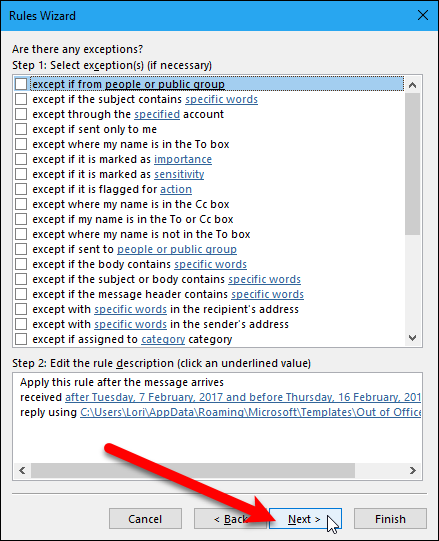 Rules Wizard
Are there any exceptions?
Step 1: Select exception(s) (if necessary)
except if from people or public group
except if the subject contains specific words
except through the specified account
except if sent only to me
except where my name is in the To box
except if it is marked as importance
except if it is marked as sensitivity
except if it is flagged for action
except where my name is in the Cc box
except if my name is in the To or Cc box
except where my name is not in the To box
except if sent to people or public group
except if the body contains specific words
except if the subject or body contains specific words
except if the message header contains specific words
except with specific words in the recipient's address
except with specific words in the sender's address
except if assigned to category category
Step 2: Edit the rule description (click an underlined value)
Apply this rule after the message arrives
received after Tuesday, 7 February, 2017 and before Thursday, 16 February, 201
reply using C:\Users\Lori\AppData\Roaming\Microsoft\Templates\Out of Office
Cancel
< Back
Next >
Finish